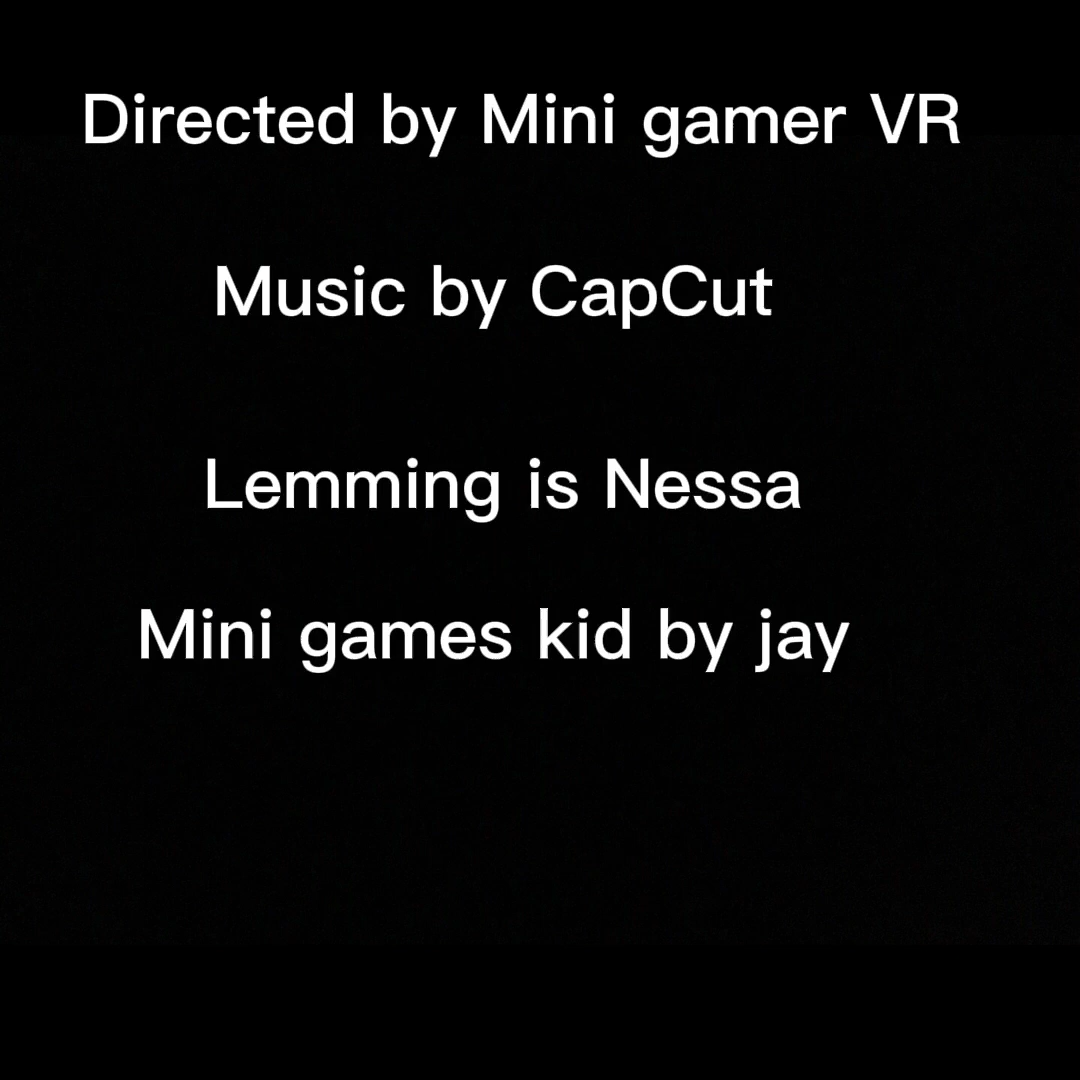 Directed by Mini gamer VR
Music by CapCut
Lemming is Nessa
Mini games kid by jay